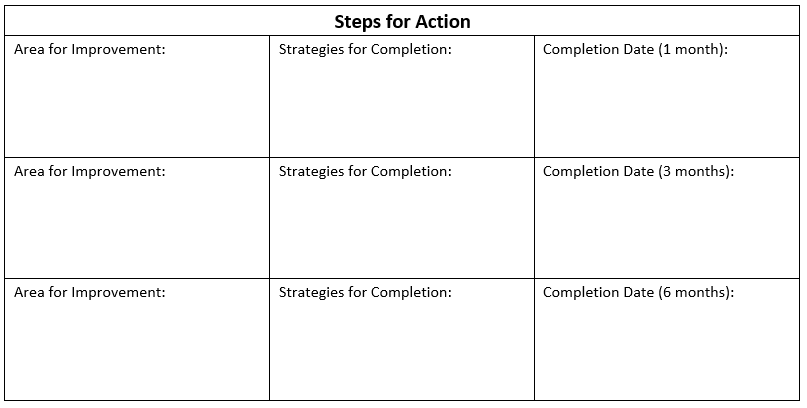 Steps for Action
Area for Improvement:
Strategies for Completion:
Completion Date (1 month):
Area for Improvement:
Strategies for Completion:
Completion Date (3 months):
Area for Improvement:
Strategies for Completion:
Completion Date (6 months):